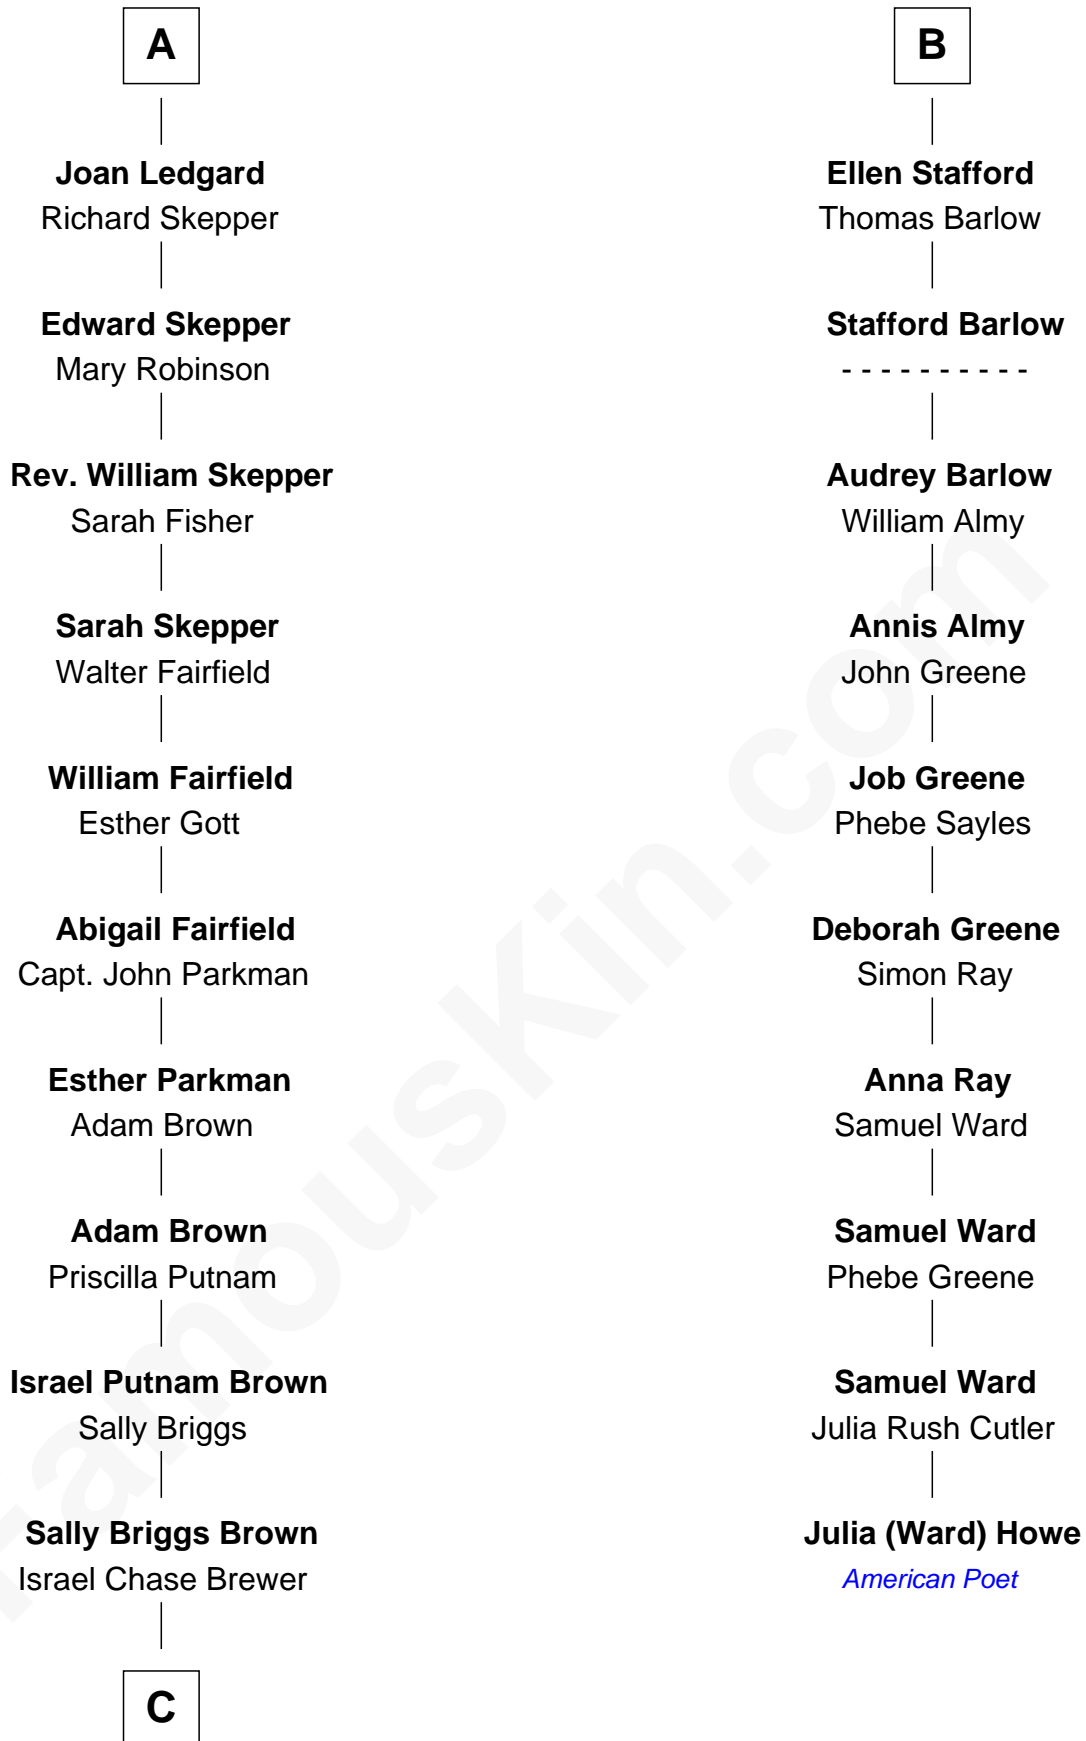 A
Joan Ledgard
Richard Skepper
Edward Skepper
Mary Robinson
Rev. William Skepper
Sarah Fisher
Sarah Skepper
Walter Fairfield
William Fairfield
Esther Gott
Abigail Fairfield
Capt. John Parkman
Esther Parkman
Adam Brown
Adam Brown
Priscilla Putnam
Israel Putnam Brown
Sally Briggs
Sally Briggs Brown
Israel Chase Brewer
C
B
Ellen Stafford
Thomas Barlow
Stafford Barlow
- - - - - - - - - -
Audrey Barlow
William Almy
Annis Almy
John Greene
Job Greene
Phebe Sayles
Deborah Greene
Simon Ray
Anna Ray
Samuel Ward
Samuel Ward
Phebe Greene
Samuel Ward
Julia Rush Cutler
Julia (Ward) Howe
American Poet
FamousKin.com